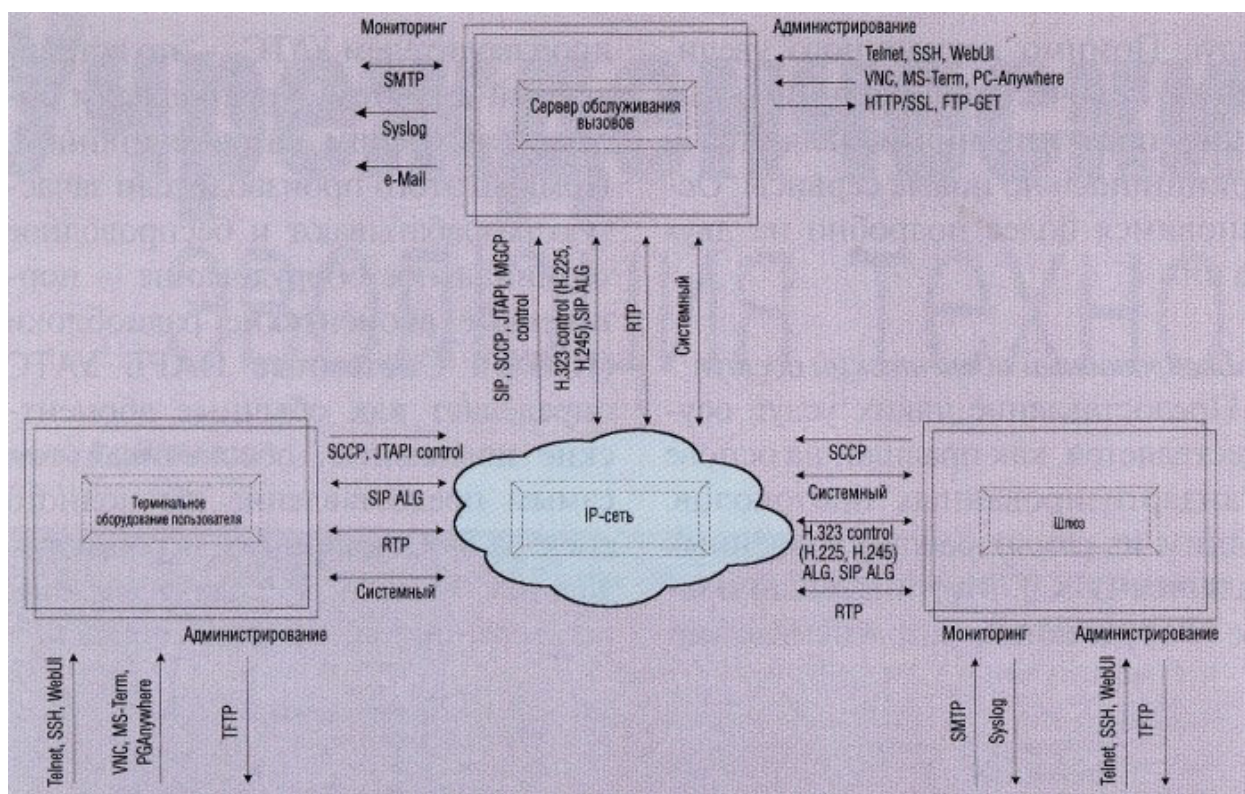 Мониторинг
SMTP
Syslog
e-Mail
Администрирование
Telnet, SSH, WebUI
VNC, MS-Term, PC-Anywhere
HTTP/SSL, FTP-GET
Сервер обслуживания
вызовов
SIP, SCCP, JTAPI, MGCP
control
H.323 control (H.225,
H.245),SIP ALG
RTP
Системный
Терминальное
оборудование пользователя
SCCP, JTAPI control
SIP ALG
RTP
Системный
IP-сеть
SCCP
Системный
H.323 control
(H.225, H.245)
ALG, SIP ALG
RTP
Шлюз
Администрирование
Telnet, SSH, WebUI
VNC, MS-Term,
PGAnywhere
TFTP
Мониторинг
SMTP
Syslog
Администрирование
Telnet, SSH, WebUI
TFTP